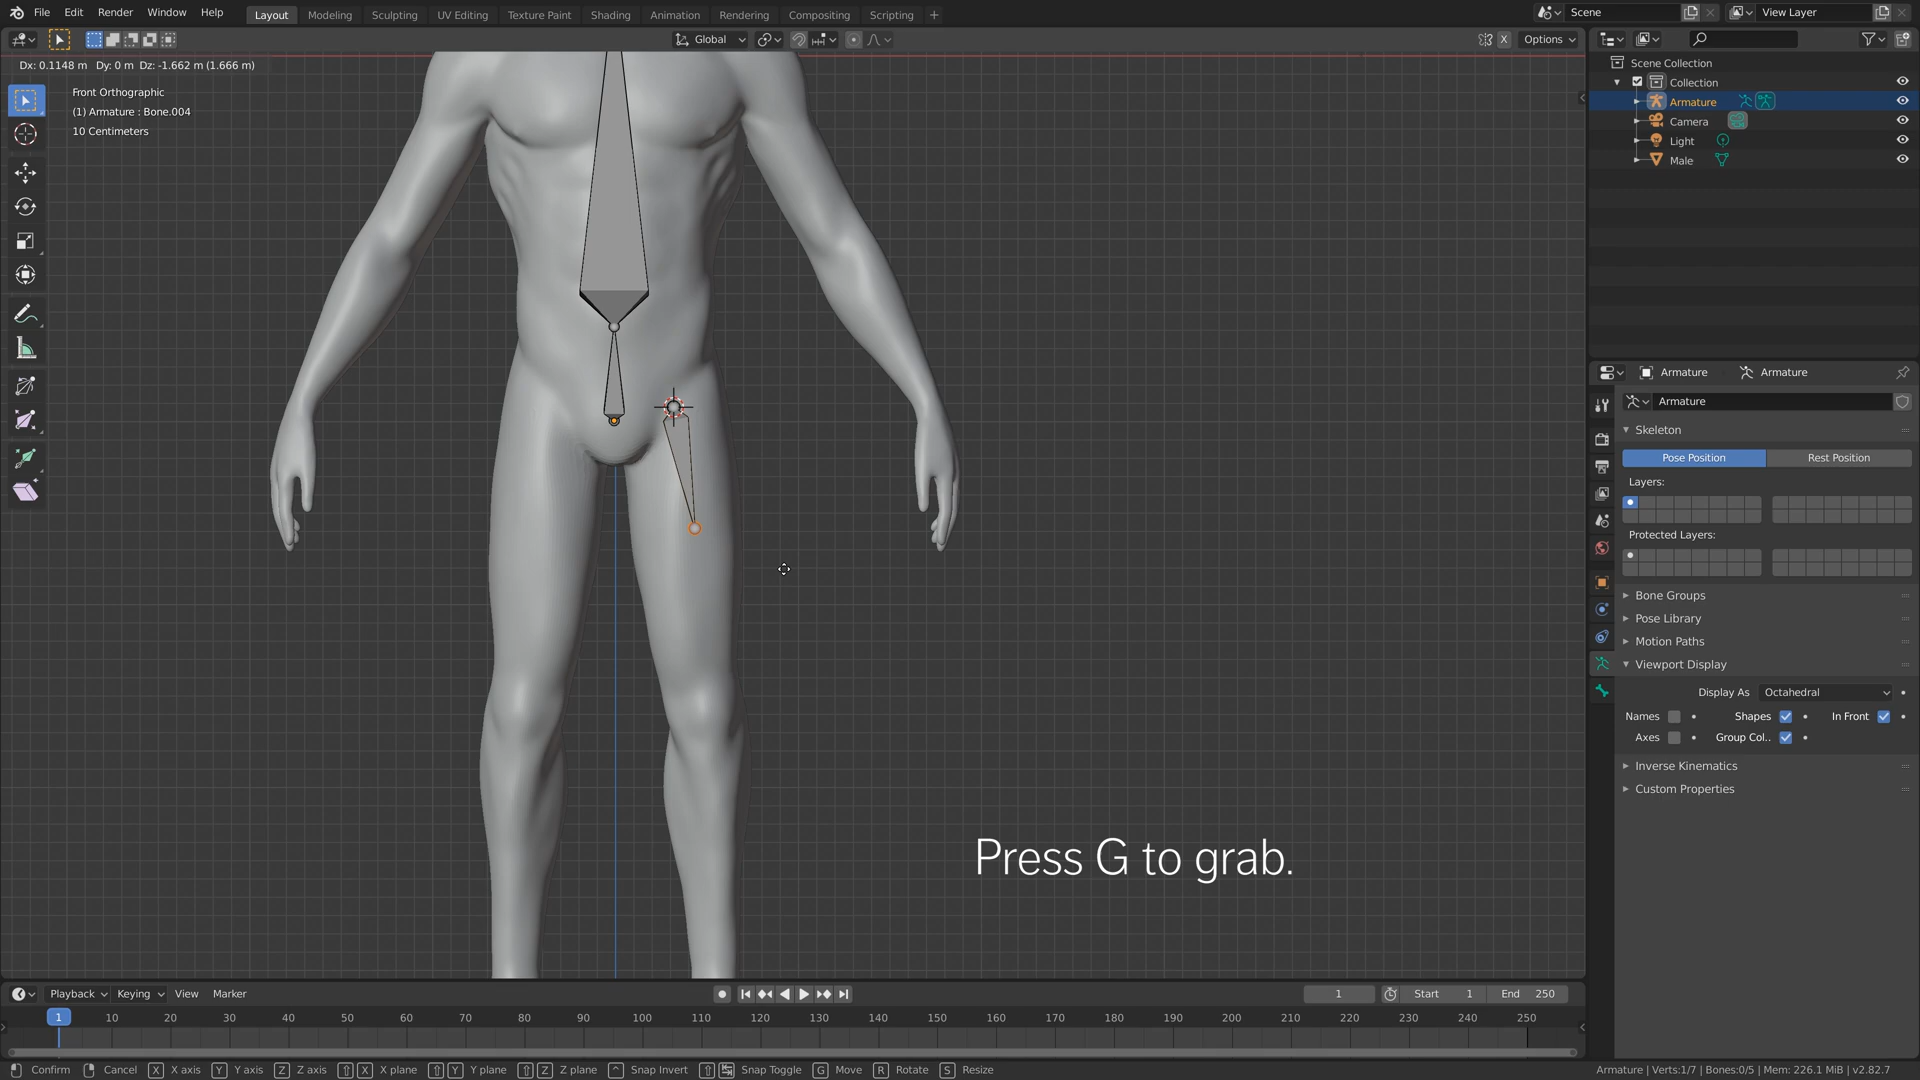 File Edit Render Window Help Layout Modeling Sculpting UV Editing Texture Paint Shading Animation Rendering Compositing Scripting + Scene View Layer
Global X Options
Dx: 0.1148 m Dy: 0 m Dz: -1.662 m (1.666 m)
Front Orthographic
(1) Armature : Bone.004
10 Centimeters
Scene Collection
Collection
Armature
Camera
Light
Male
Armature Armature
Armature
Skeleton
Pose Position Rest Position
Layers:
Protected Layers:
Bone Groups
Pose Library
Motion Paths
Viewport Display
Display As Octahedral
Names Shapes In Front
Axes Group Col..
Inverse Kinematics
Custom Properties
Press G to grab.
Playback Keying View Marker 1 Start 1 End 250
1 10 20 30 40 50 60 70 80 90 100 110 120 130 140 150 160 170 180 190 200 210 220 230 240 250
Confirm Cancel X X axis Y Y axis Z Z axis X X plane Y Y plane Z Z plane Snap Invert Snap Toggle G Move R Rotate S Resize Armature | Verts:1/7 | Bones:0/5 | Mem: 226.1 MiB | v2.82.7